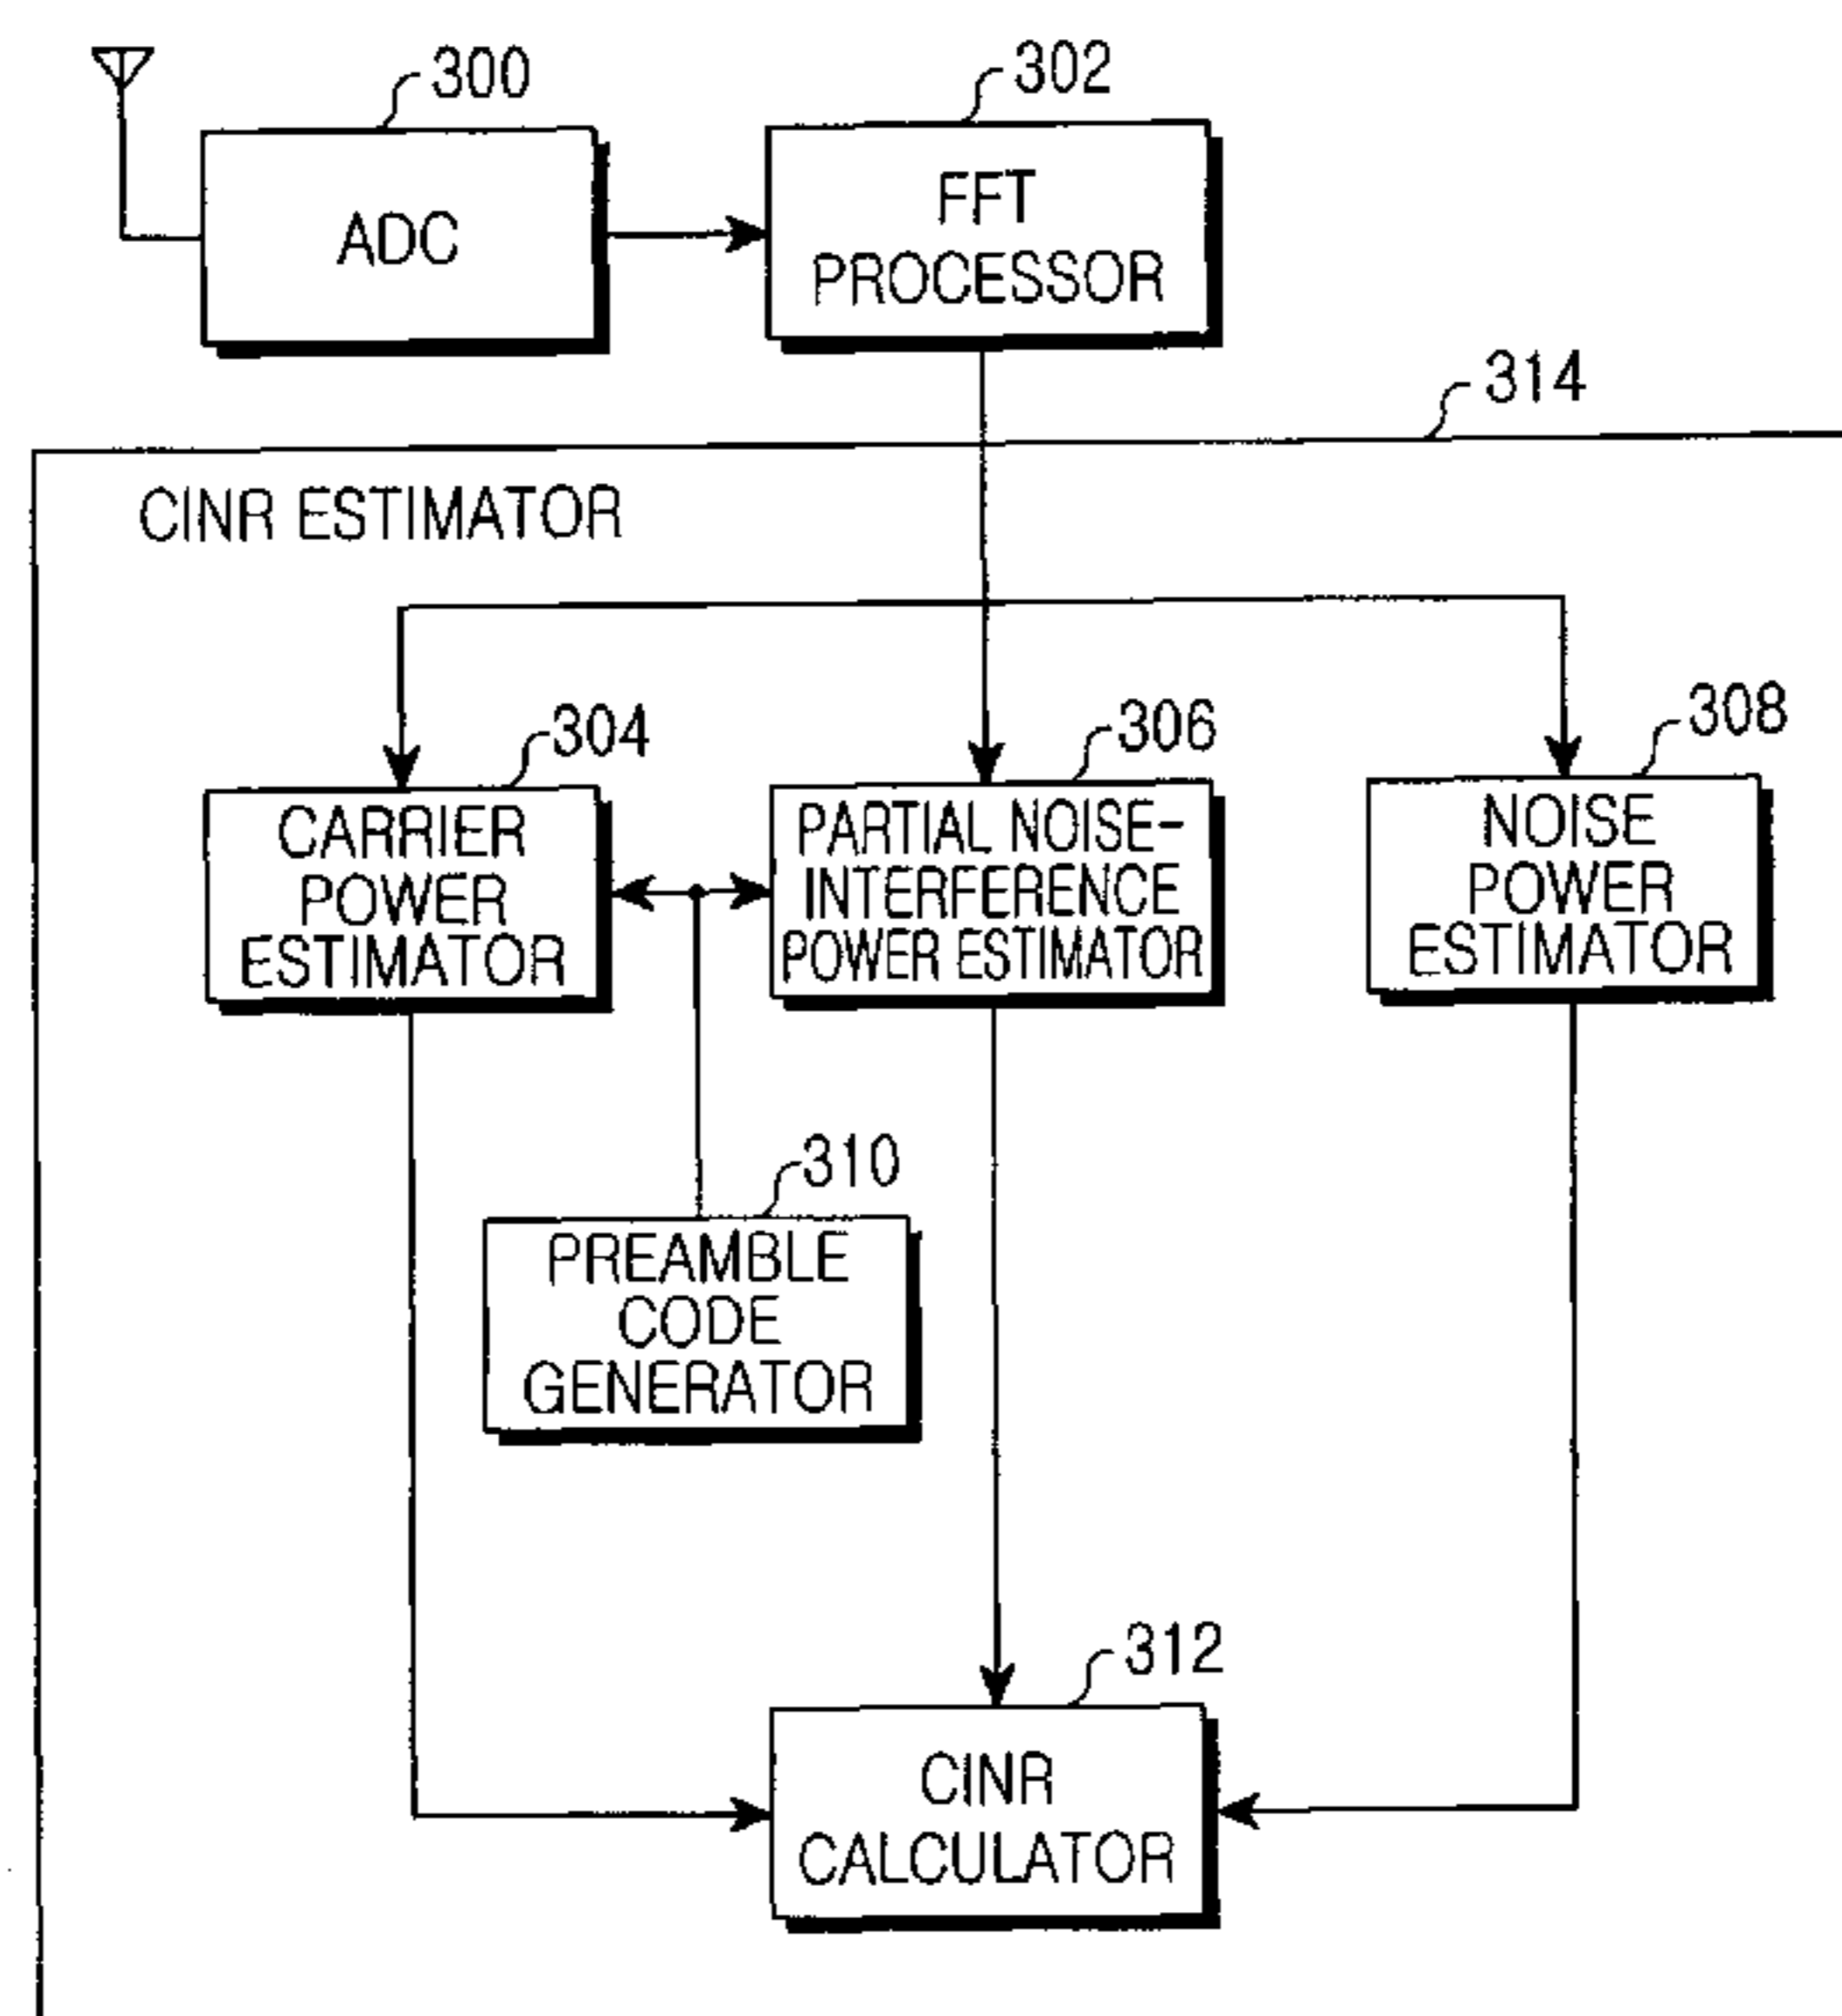 300
302
ADC
FFT
PROCESSOR
314
CINR ESTIMATOR
304
306
308
CARRIER
POWER
ESTIMATOR
PARTIAL NOISE-
INTERFERENCE
POWER ESTIMATOR
NOISE
POWER
ESTIMATOR
310
PREAMBLE
CODE
GENERATOR
312
CINR
CALCULATOR